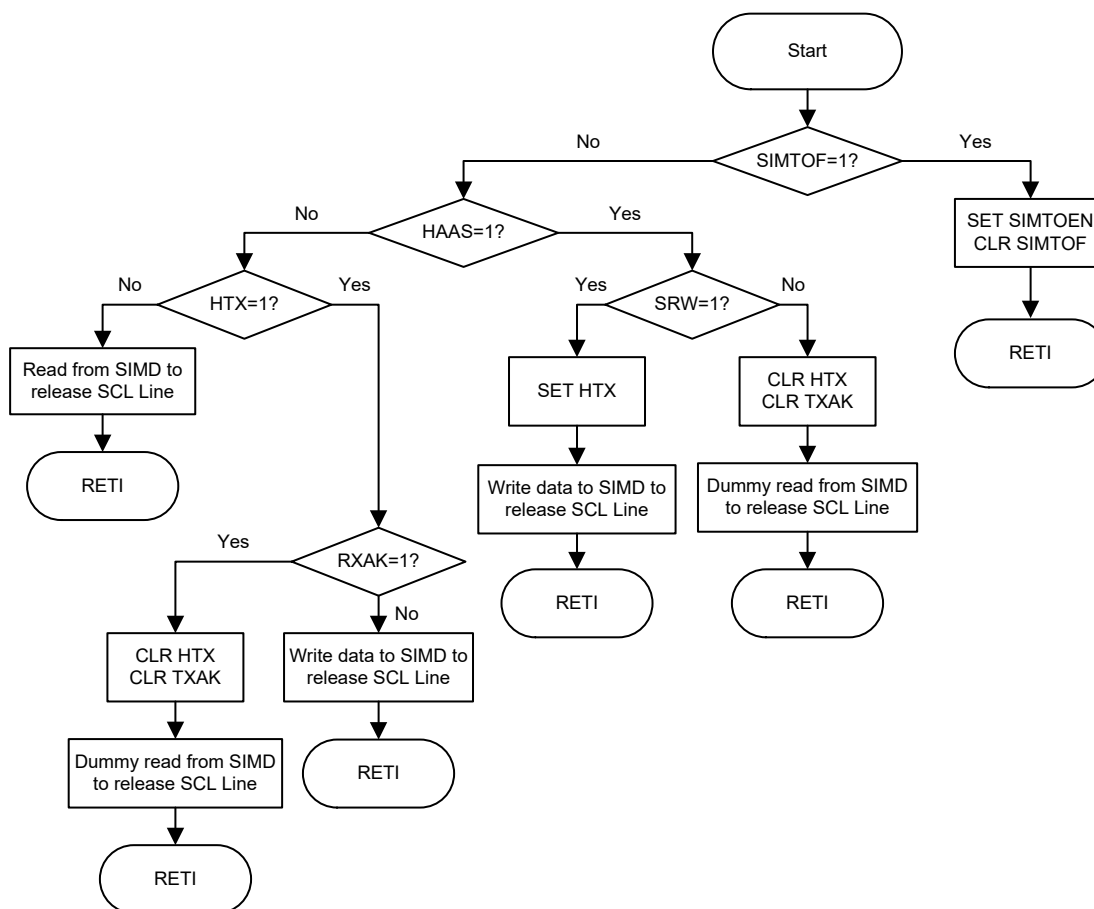 Start
No
Yes
SIMTOF=1?
No
Yes
HAAS=1?
SET SIMTOEN
CLR SIMTOF
No
Yes
Yes
No
HTX=1?
SRW=1?
RETI
Read from SIMD to
release SCL Line
SET HTX
CLR HTX
CLR TXAK
RETI
Write data to SIMD to
release SCL Line
Dummy read from SIMD
to release SCL Line
Yes
RXAK=1?
RETI
RETI
No
CLR HTX
CLR TXAK
Write data to SIMD to
release SCL Line
Dummy read from SIMD
to release SCL Line
RETI
RETI